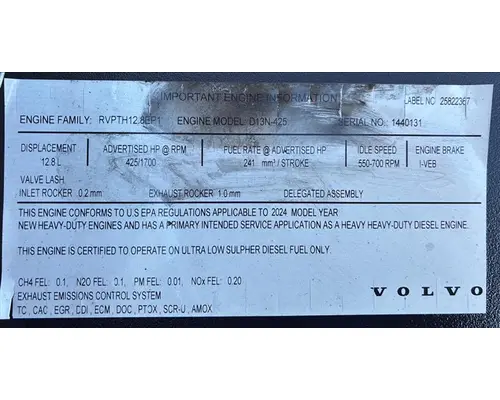 IMPORTANT ENGINE INFORMATION
LABEL NO: 25822367
ENGINE FAMILY: RVPTH12.8EP1 ENGINE MODEL: D13N-425 SERIAL NO: 1440131
DISPLACEMENT ADVERTISED HP @ RPM FUEL RATE @ ADVERTISED HP IDLE SPEED ENGINE BRAKE
12.8 L 425/1700 241 mm³/ STROKE 550-700 RPM I-VEB
VALVE LASH
INLET ROCKER 0.2 mm EXHAUST ROCKER 1.0 mm DELEGATED ASSEMBLY
THIS ENGINE CONFORMS TO U.S EPA REGULATIONS APPLICABLE TO 2024 MODEL YEAR
NEW HEAVY-DUTY ENGINES AND HAS A PRIMARY INTENDED SERVICE APPLICATION AS A HEAVY HEAVY-DUTY DIESEL ENGINE.
THIS ENGINE IS CERTIFIED TO OPERATE ON ULTRA LOW SULPHER DIESEL FUEL ONLY.
CH4 FEL: 0.1, N2O FEL: 0.1, PM FEL: 0.01, NOx FEL: 0.20
EXHAUST EMISSIONS CONTROL SYSTEM
TC , CAC , EGR , DDI , ECM , DOC , PTOX , SCR-U , AMOX
VOLVO